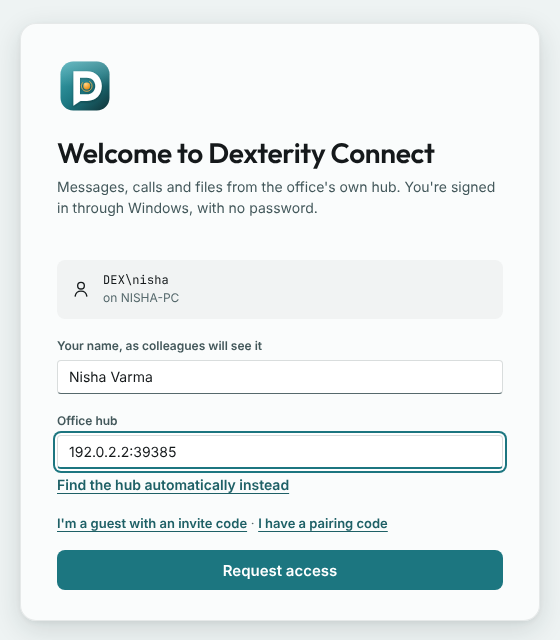 Welcome to Dexterity Connect
Messages, calls and files from the office's own hub. You're signed
in through Windows, with no password.
DEX\nisha
on NISHA-PC
Your name, as colleagues will see it
Nisha Varma
Office hub
192.0.2.2:39385
Find the hub automatically instead
I'm a guest with an invite code · I have a pairing code
Request access